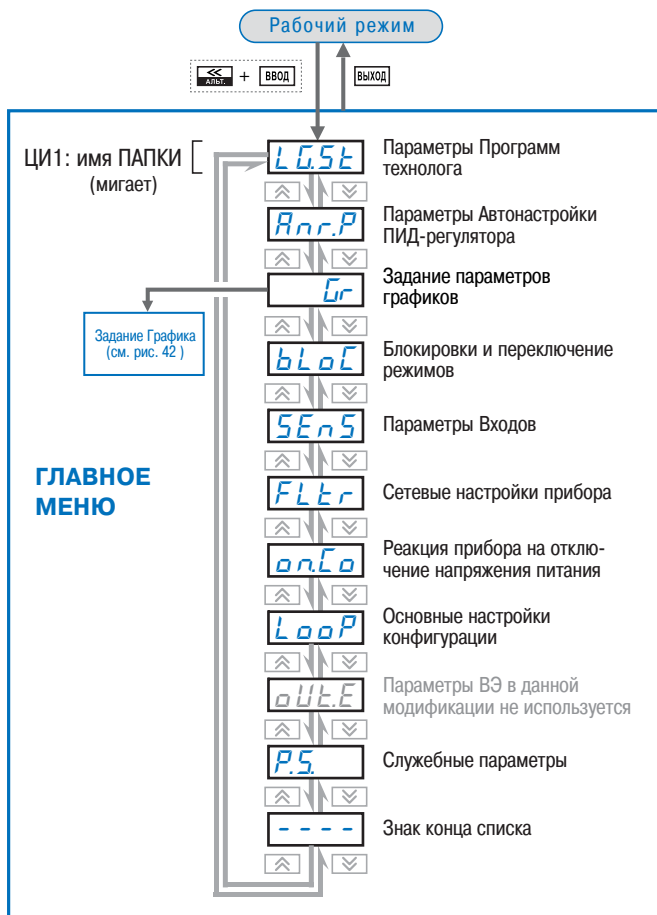 Рабочий режим
<<
АЛЬТ.
+
ВВОД
ВЫХОД
ЦИ1: имя ПАПКИ
(мигает)
LG.St
Параметры Программ
технолога
Anr.P
Параметры Автонастройки
ПИД-регулятора
Gr
Задание параметров
графиков
Задание Графика
(см. рис. 42 )
bLoC
Блокировки и переключение
режимов
SEnS
Параметры Входов
ГЛАВНОЕ
МЕНЮ
FLtr
Сетевые настройки прибора
on.Co
Реакция прибора на отклю-
чение напряжения питания
LooP
Основные настройки
конфигурации
oUt.E
Параметры ВЭ в данной
модификации не используется
P.S.
Служебные параметры
- - - -
Знак конца списка